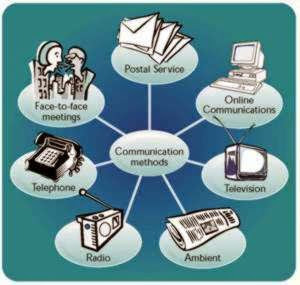 Postal Service
Face-to-face
meetings
Online
Communications
Communication
methods
Telephone
Television
Radio
Ambient